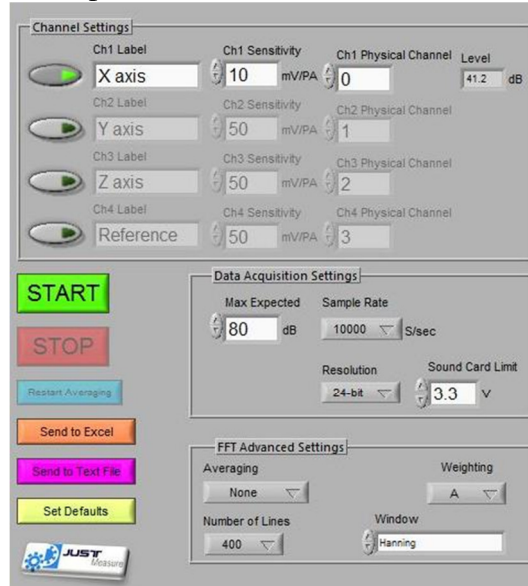 Channel Settings
Ch1 Label Ch1 Sensitivity Ch1 Physical Channel Level
X axis 10 mV/PA 0 41.2 dB
Ch2 Label Ch2 Sensitivity Ch2 Physical Channel
Y axis 50 mV/PA 1
Ch3 Label Ch3 Sensitivity Ch3 Physical Channel
Z axis 50 mV/PA 2
Ch4 Label Ch4 Sensitivity Ch4 Physical Channel
Reference 50 mV/PA 3
START
STOP
Restart Averaging
Send to Excel
Send to Text File
Set Defaults
JUST
Measure
Data Acquisition Settings
Max Expected Sample Rate
80 dB 10000 S/sec
Resolution Sound Card Limit
24-bit 3.3 V
FFT Advanced Settings
Averaging Weighting
None A
Number of Lines Window
400 Hanning